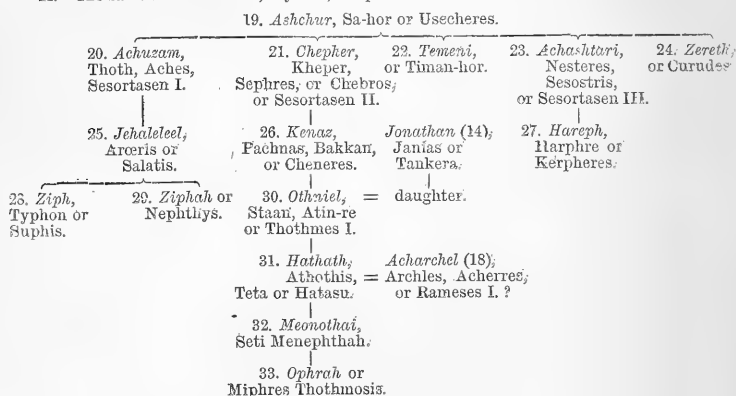 19. Ashchur, Sa-hor or Usecheres.
20. Achuzam,
Thoth, Aches,
Sesortasen I.
21. Chepher,
Kheper,
Sephres, or Chebros,
or Sesortasen II.
22. Temeni,
or Timan-hor.
23. Achashtari,
Nesteres,
Sesostris,
or Sesortasen III.
24. Zereth,
or Curudes
25. Jehaleleel,
Aroeris or
Salatis.
26. Kenaz,
Pachnas, Bakkan,
or Cheneres.
Jonathan (14),
Janias or
Tankera.
27. Hareph,
Harphre or
Kerpheres.
28. Ziph,
Typhon or
Suphis.
29. Ziphah or
Nephthys.
30. Othniel, = daughter.
Staan, Atin-re
or Thothmes I.
31. Hathath,
Athothis, =
Teta or Hatasu.
Acharchel (18),
Archles, Acherres,
or Rameses I. ?
32. Meonothai,
Seti Menephthah.
33. Ophrah or
Miphres Thothmosis.